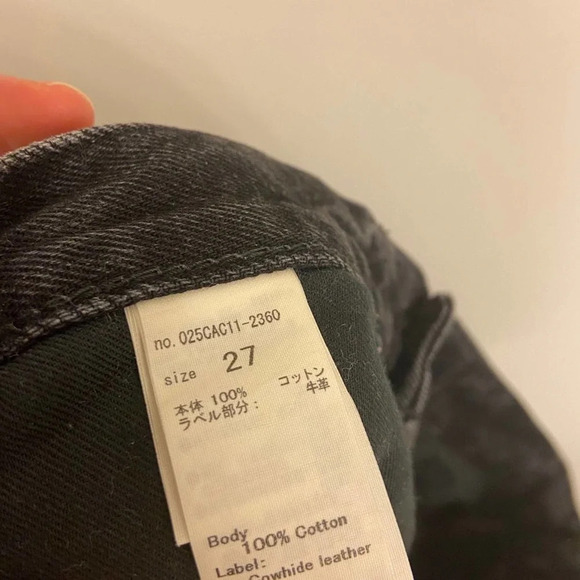 no.025CAC11-2360
size 27
本体 100% コットン
ラベル部分： 牛革
Body
100% Cotton
Label:
Cowhide leather